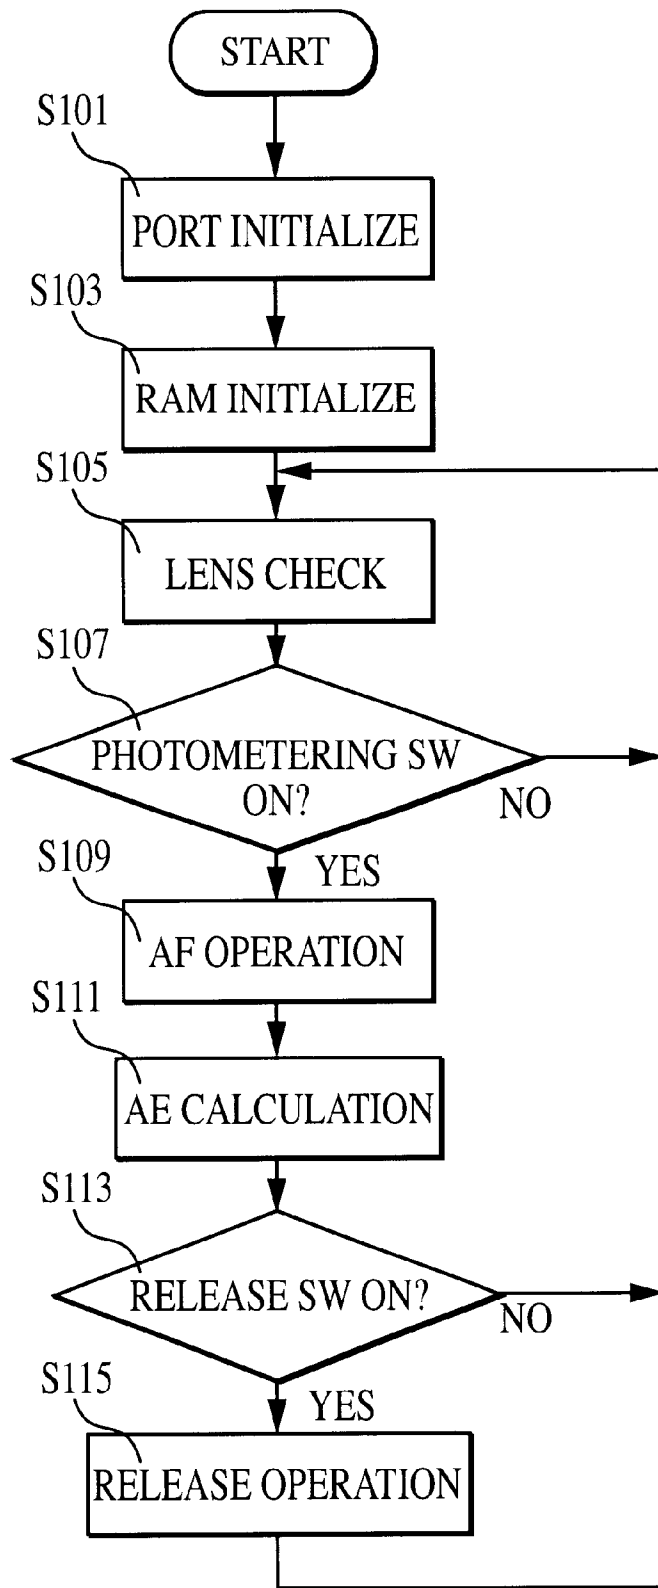 START
S101
PORT INITIALIZE
S103
RAM INITIALIZE
S105
LENS CHECK
S107
PHOTOMETERING SW
ON?
NO
YES
S109
AF OPERATION
S111
AE CALCULATION
S113
RELEASE SW ON?
NO
YES
S115
RELEASE OPERATION